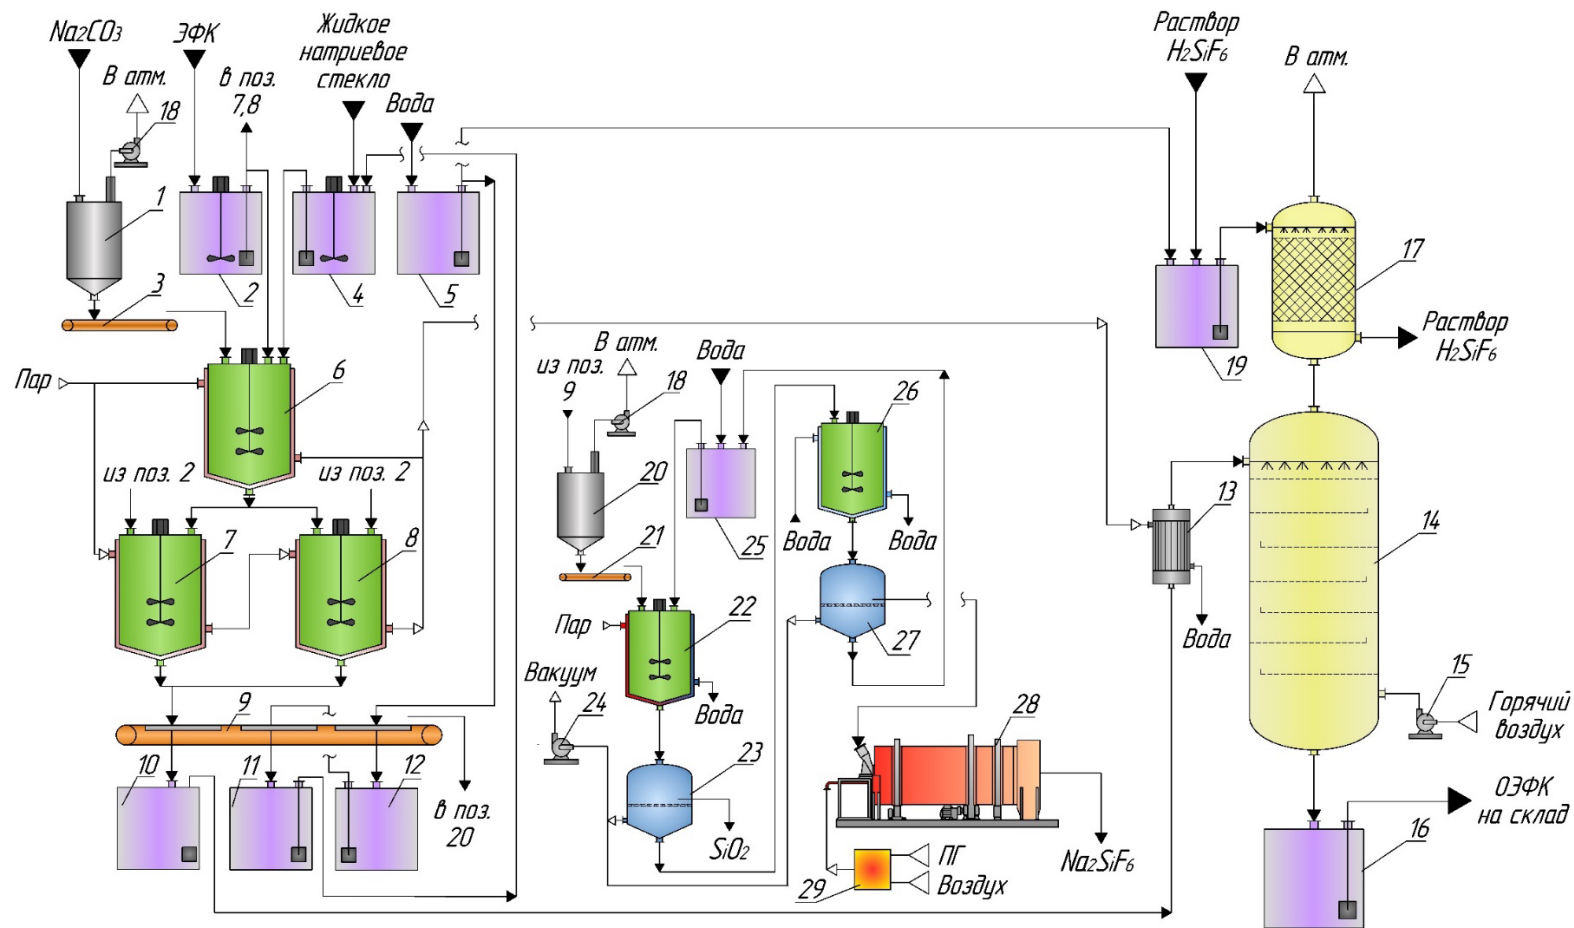 Na2CO3
ЭФК
Жидкое
натриевое
стекло
Раствор
H2SiF6
В атм.
В атм.
в поз.
7,8
Вода
18
1
2
3
4
5
17
19
Раствор
H2SiF6
Пар
6
из поз.
9
В атм.
18
Вода
26
из поз. 2
из поз. 2
20
25
Вода
Вода
13
14
7
8
21
22
27
Пар
Вода
Вода
Вакуум
24
9
28
15
Горячий
воздух
10
11
12
23
в поз.
20
SiO2
ОЭФК
на склад
16
ПГ
Воздух
29
Na2SiF6